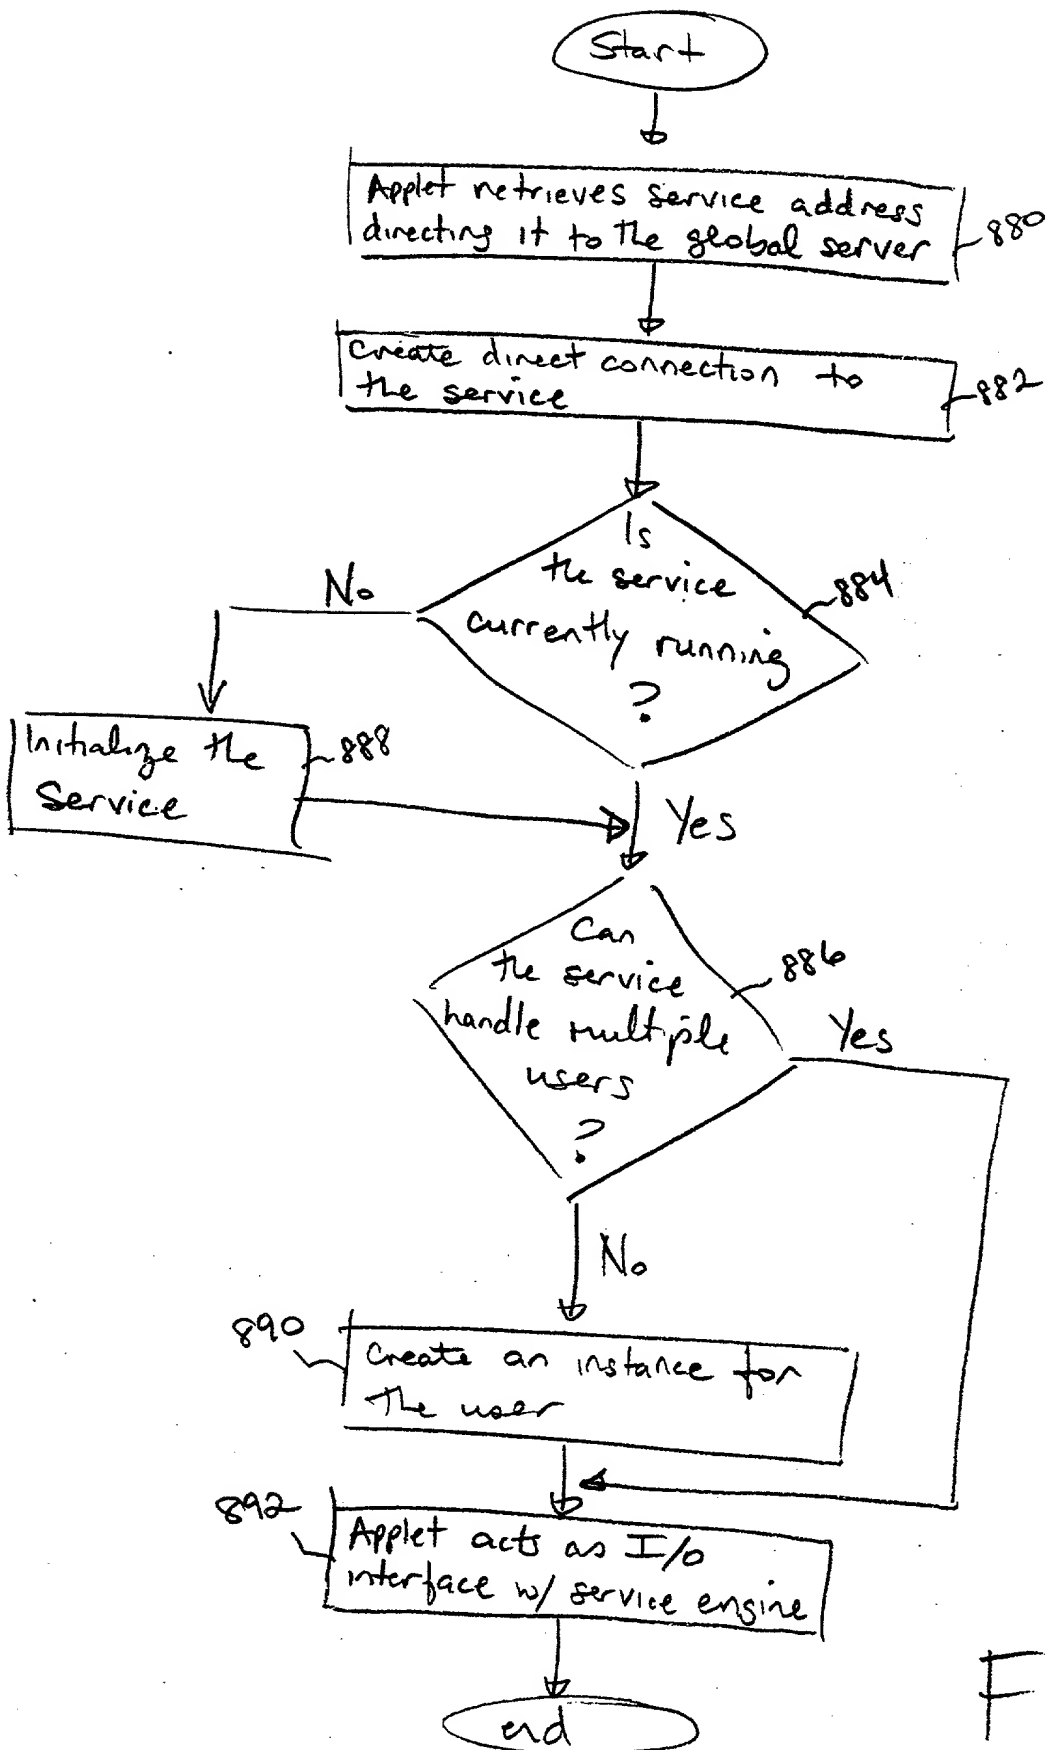 Start
Applet retrieves service address
directing it to the global server
880
Create direct connection to
the service
882
Is
the service
currently running
?
884
No
Initialize the
Service
888
Yes
Can
the service
handle multiple
users
?
886
Yes
No
890
Create an instance for
the user
892
Applet acts as I/O
interface w/ service engine
end
F